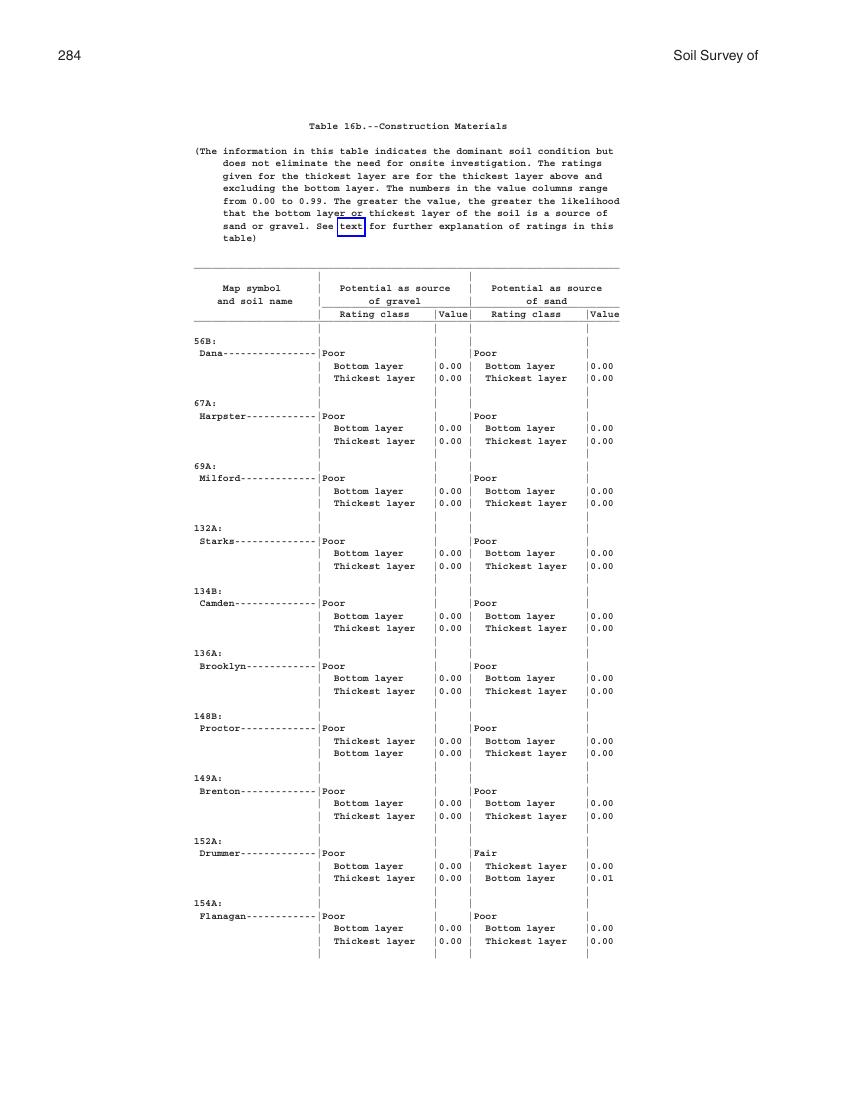 284
Soil Survey of
Table 16b.--Construction Materials
(The information in this table indicates the dominant soil condition but
does not eliminate the need for onsite investigation. The ratings
given for the thickest layer are for the thickest layer above and
excluding the bottom layer. The numbers in the value columns range
from 0.00 to 0.99. The greater the value, the greater the likelihood
that the bottom layer or thickest layer of the soil is a source of
sand or gravel. See text for further explanation of ratings in this
table)
Map symbol | Potential as source | Potential as source
and soil name | of gravel | of sand
| Rating class |Value| Rating class |Value
56B:
Dana----------------|Poor | |Poor |
| Bottom layer |0.00 | Bottom layer |0.00
| Thickest layer |0.00 | Thickest layer |0.00
67A:
Harpster------------|Poor | |Poor |
| Bottom layer |0.00 | Bottom layer |0.00
| Thickest layer |0.00 | Thickest layer |0.00
69A:
Milford-------------|Poor | |Poor |
| Bottom layer |0.00 | Bottom layer |0.00
| Thickest layer |0.00 | Thickest layer |0.00
132A:
Starks--------------|Poor | |Poor |
| Bottom layer |0.00 | Bottom layer |0.00
| Thickest layer |0.00 | Thickest layer |0.00
134B:
Camden--------------|Poor | |Poor |
| Bottom layer |0.00 | Bottom layer |0.00
| Thickest layer |0.00 | Thickest layer |0.00
136A:
Brooklyn------------|Poor | |Poor |
| Bottom layer |0.00 | Bottom layer |0.00
| Thickest layer |0.00 | Thickest layer |0.00
148B:
Proctor-------------|Poor | |Poor |
| Thickest layer |0.00 | Bottom layer |0.00
| Bottom layer |0.00 | Thickest layer |0.00
149A:
Brenton-------------|Poor | |Poor |
| Bottom layer |0.00 | Bottom layer |0.00
| Thickest layer |0.00 | Thickest layer |0.00
152A:
Drummer-------------|Poor | |Fair |
| Bottom layer |0.00 | Thickest layer |0.00
| Thickest layer |0.00 | Bottom layer |0.01
154A:
Flanagan------------|Poor | |Poor |
| Bottom layer |0.00 | Bottom layer |0.00
| Thickest layer |0.00 | Thickest layer |0.00